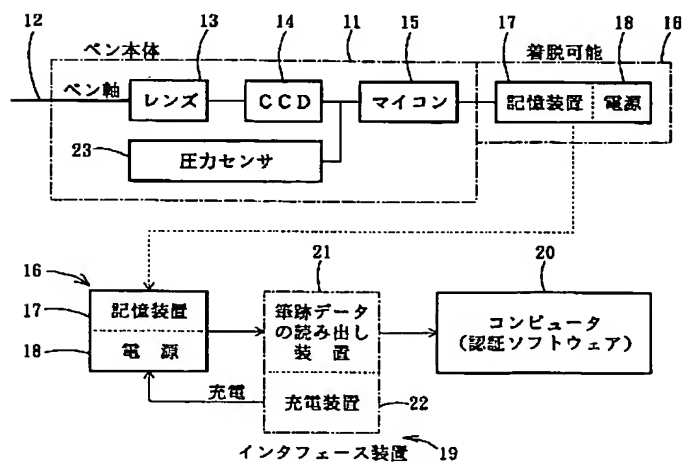 12 13 14 11 15 17 18 16
ペン本体 着脱可能
ペン軸 レンズ CCD マイコン 記憶装置 電源
23 圧力センサ
16 21 20
17 記憶装置
18 電源
筆跡データ
の読み出し
装置
コンピュータ
(認証ソフトウェア)
充電 充電装置 22
インタフェース装置 19